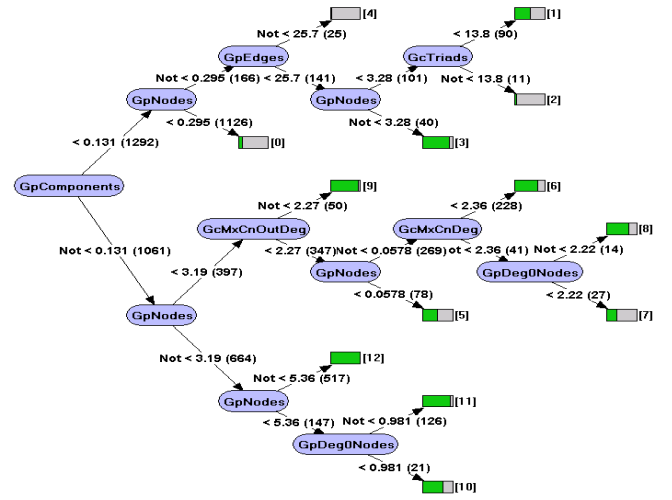 [4]
Not < 25.7 (25)
< 13.8 (90)
[1]
GpEdges
GcTriads
Not < 0.295 (166)
< 25.7 (141)
< 3.28 (101)
Not < 13.8 (11)
GpNodes
GpNodes
[2]
< 0.295 (1126)
Not < 3.28 (40)
< 0.131 (1292)
[0]
[3]
GpComponents
[9]
[6]
Not < 2.27 (50)
< 2.36 (228)
GcMxCnOutDeg
GcMxCnDeg
[8]
Not < 0.131 (1061)
< 2.27 (347)
Not < 0.0578 (269)
ot < 2.36 (41)
Not < 2.22 (14)
< 3.19 (397)
GpNodes
GpDeg0Nodes
< 0.0578 (78)
< 2.22 (27)
GpNodes
[5]
[7]
Not < 3.19 (664)
[12]
Not < 5.36 (517)
GpNodes
[11]
< 5.36 (147)
Not < 0.981 (126)
GpDeg0Nodes
< 0.981 (21)
[10]